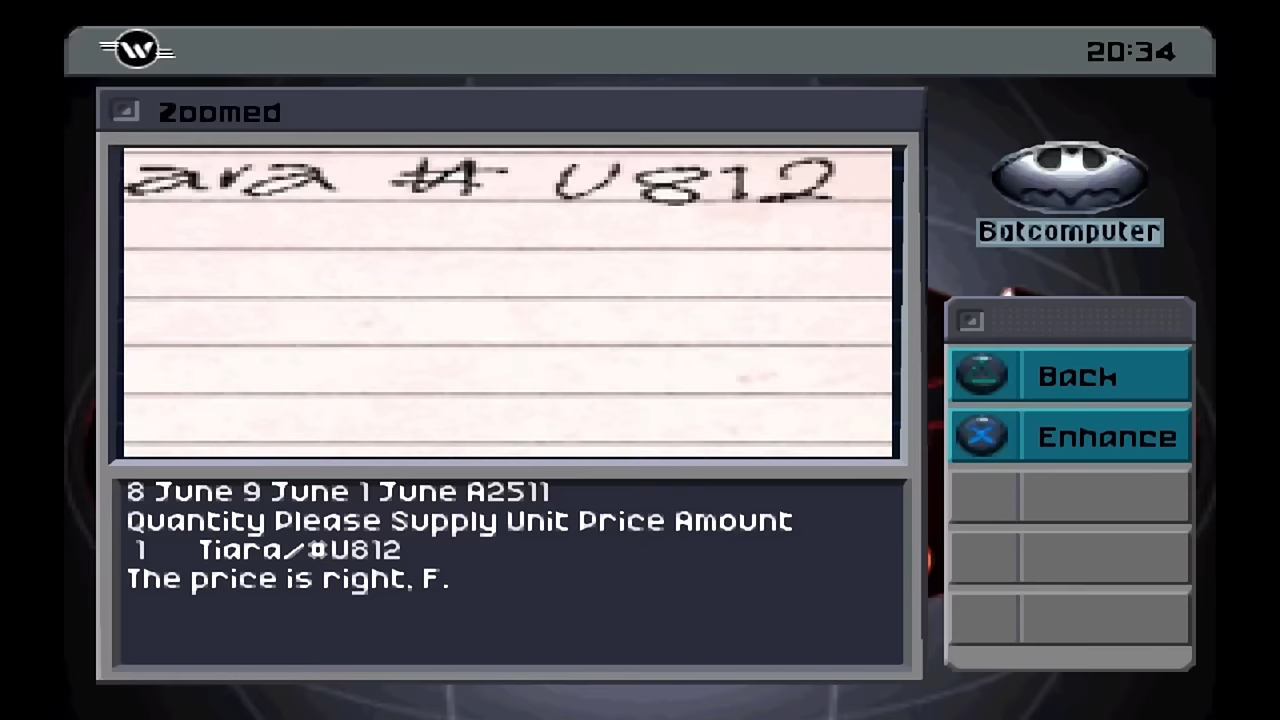 W
20:34
Zoomed
ara # U812
Batcomputer
Back
Enhance
8 June 9 June 1 June A2511
Quantity Please Supply Unit Price Amount
1 Tiara/#U812
The price is right, F.